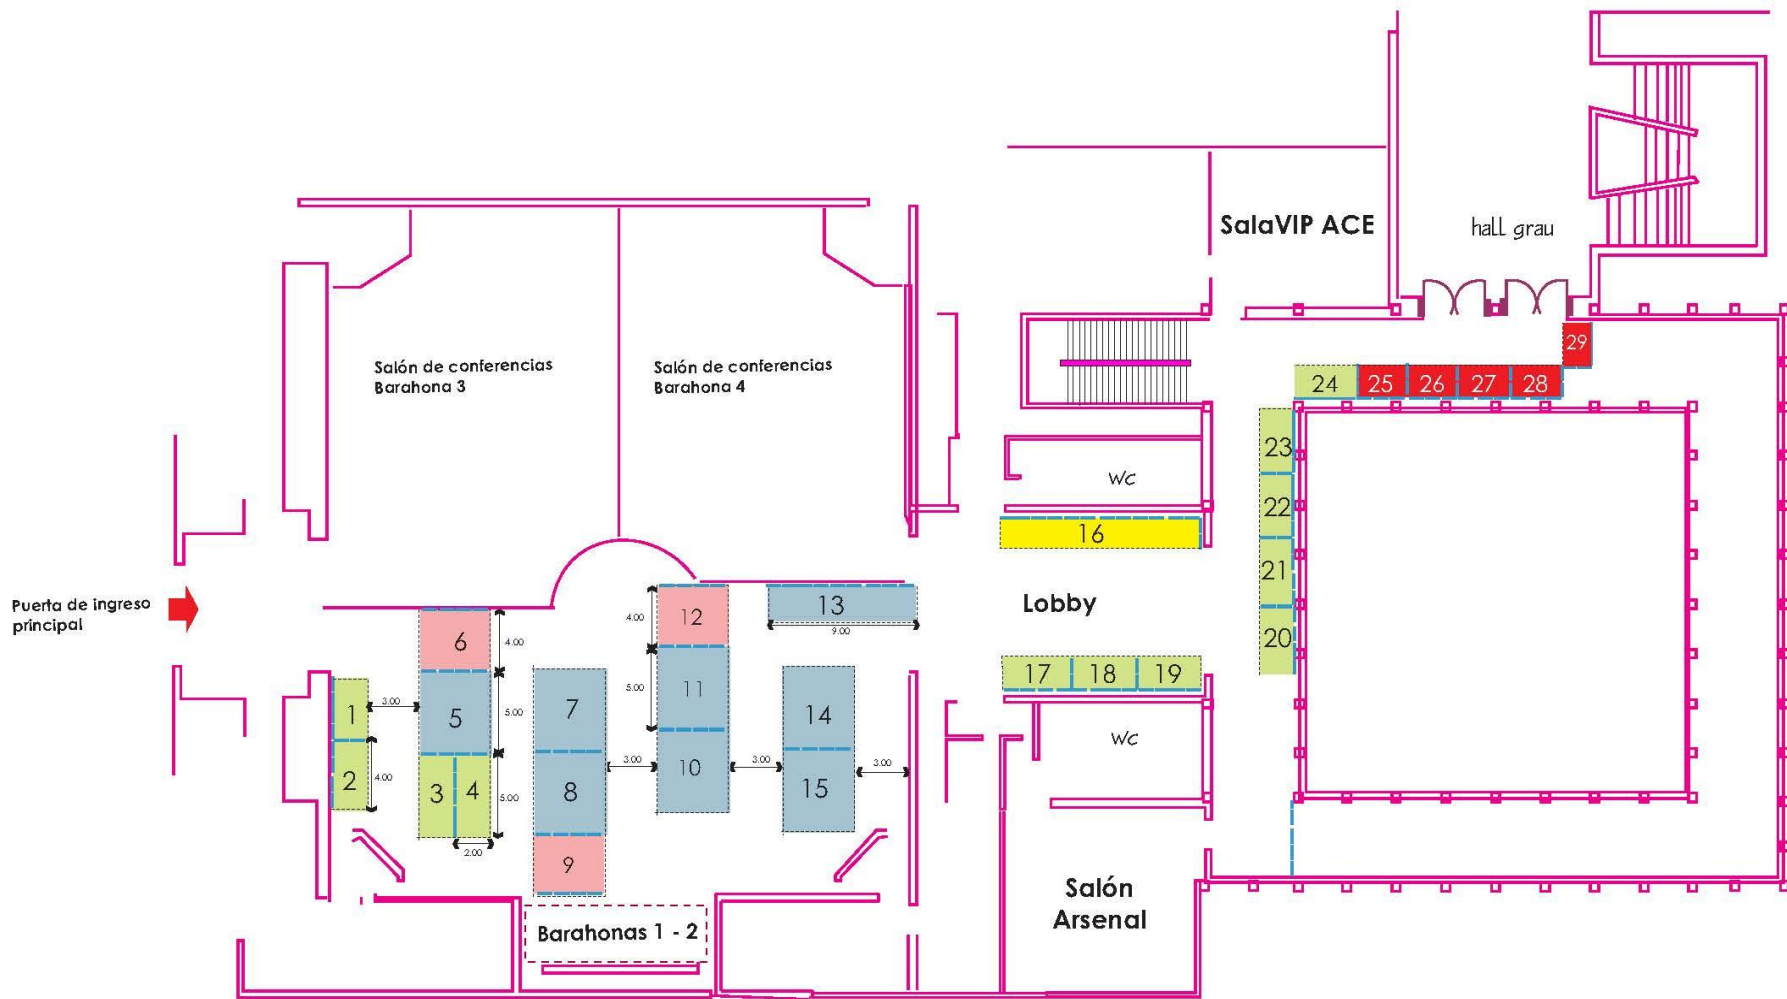 SalaVIP ACE
hall grau
Salón de conferencias
Barahona 3
Salón de conferencias
Barahona 4
29
24
25
26
27
28
23
22
21
20
WC
16
Puerta de ingreso
principal
Lobby
6
4.00
12
4.00
13
9.00
17
18
19
1
3.00
5
5.00
7
11
5.00
14
WC
2
4.00
3
4
5.00
2.00
8
3.00
10
3.00
15
3.00
9
Salón
Arsenal
Barahonas 1 - 2